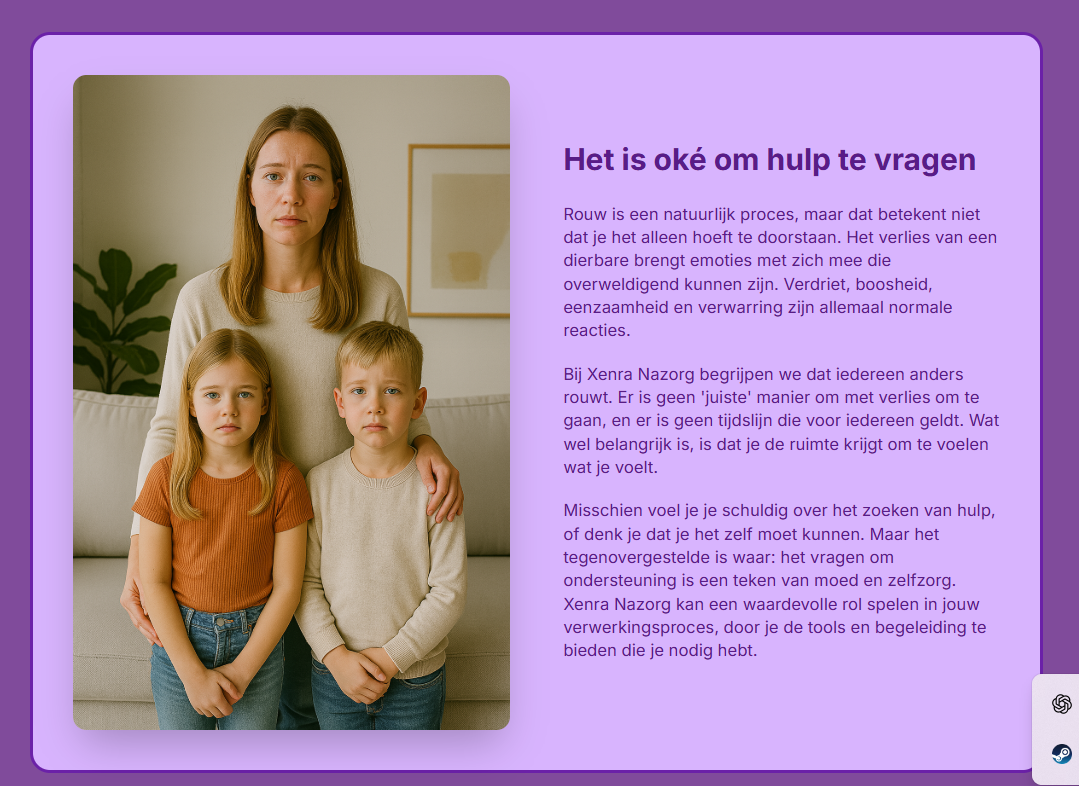 Het is oké om hulp te vragen
Rouw is een natuurlijk proces, maar dat betekent niet
dat je het alleen hoeft te doorstaan. Het verlies van een
dierbare brengt emoties met zich mee die
overweldigend kunnen zijn. Verdriet, boosheid,
eenzaamheid en verwarring zijn allemaal normale
reacties.
Bij Xenra Nazorg begrijpen we dat iedereen anders
rouwt. Er is geen 'juiste' manier om met verlies om te
gaan, en er is geen tijdslijn die voor iedereen geldt. Wat
wel belangrijk is, is dat je de ruimte krijgt om te voelen
wat je voelt.
Misschien voel je je schuldig over het zoeken van hulp,
of denk je dat je het zelf moet kunnen. Maar het
tegenovergestelde is waar: het vragen om
ondersteuning is een teken van moed en zelfzorg.
Xenra Nazorg kan een waardevolle rol spelen in jouw
verwerkingsproces, door je de tools en begeleiding te
bieden die je nodig hebt.